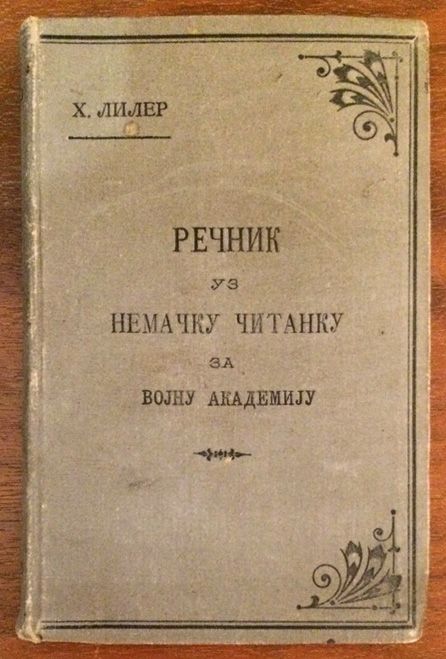 Х. ЛИЛЕР
РЕЧНИК
УЗ
НЕМАЧКУ ЧИТАНКУ
ЗА
ВОЈНУ АКАДЕМИЈУ